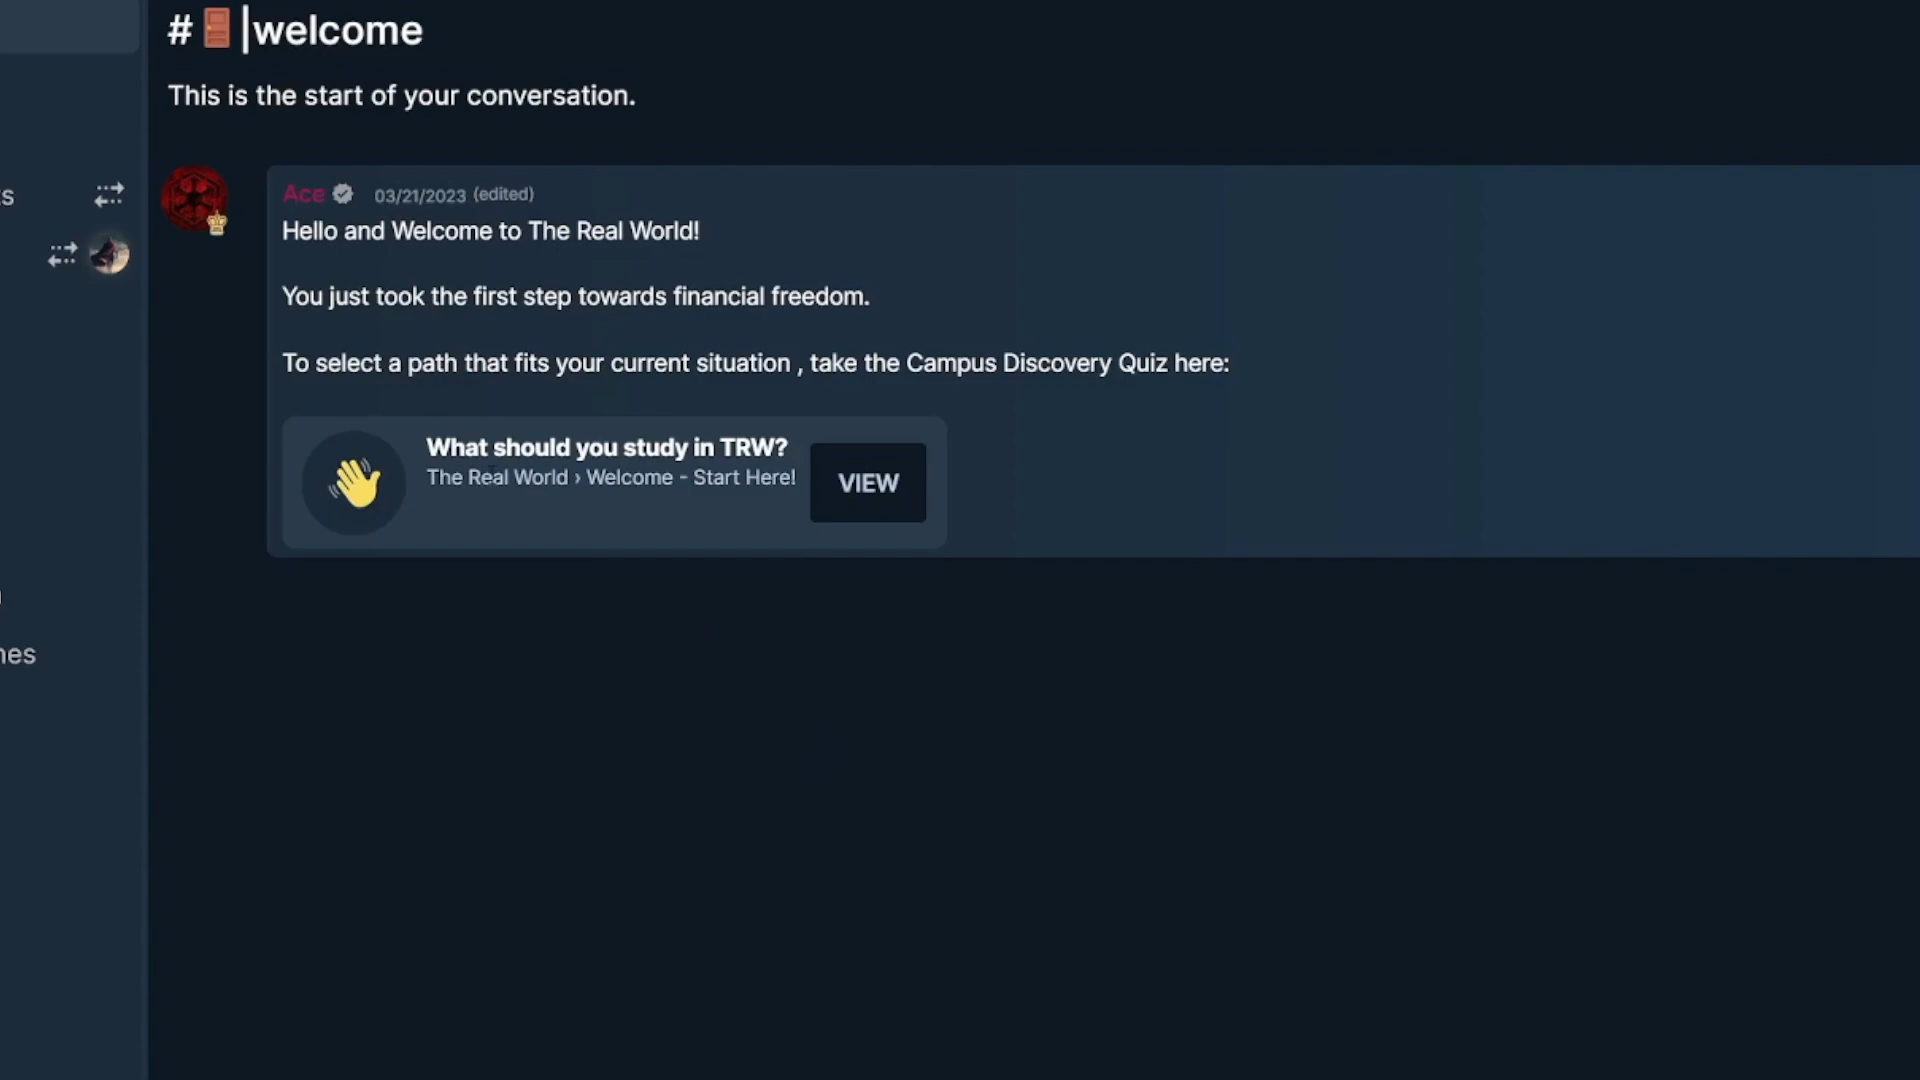 #🚪|welcome
This is the start of your conversation.
Ace 03/21/2023 (edited)
Hello and Welcome to The Real World!
You just took the first step towards financial freedom.
To select a path that fits your current situation , take the Campus Discovery Quiz here:
What should you study in TRW?
The Real World › Welcome - Start Here!
VIEW